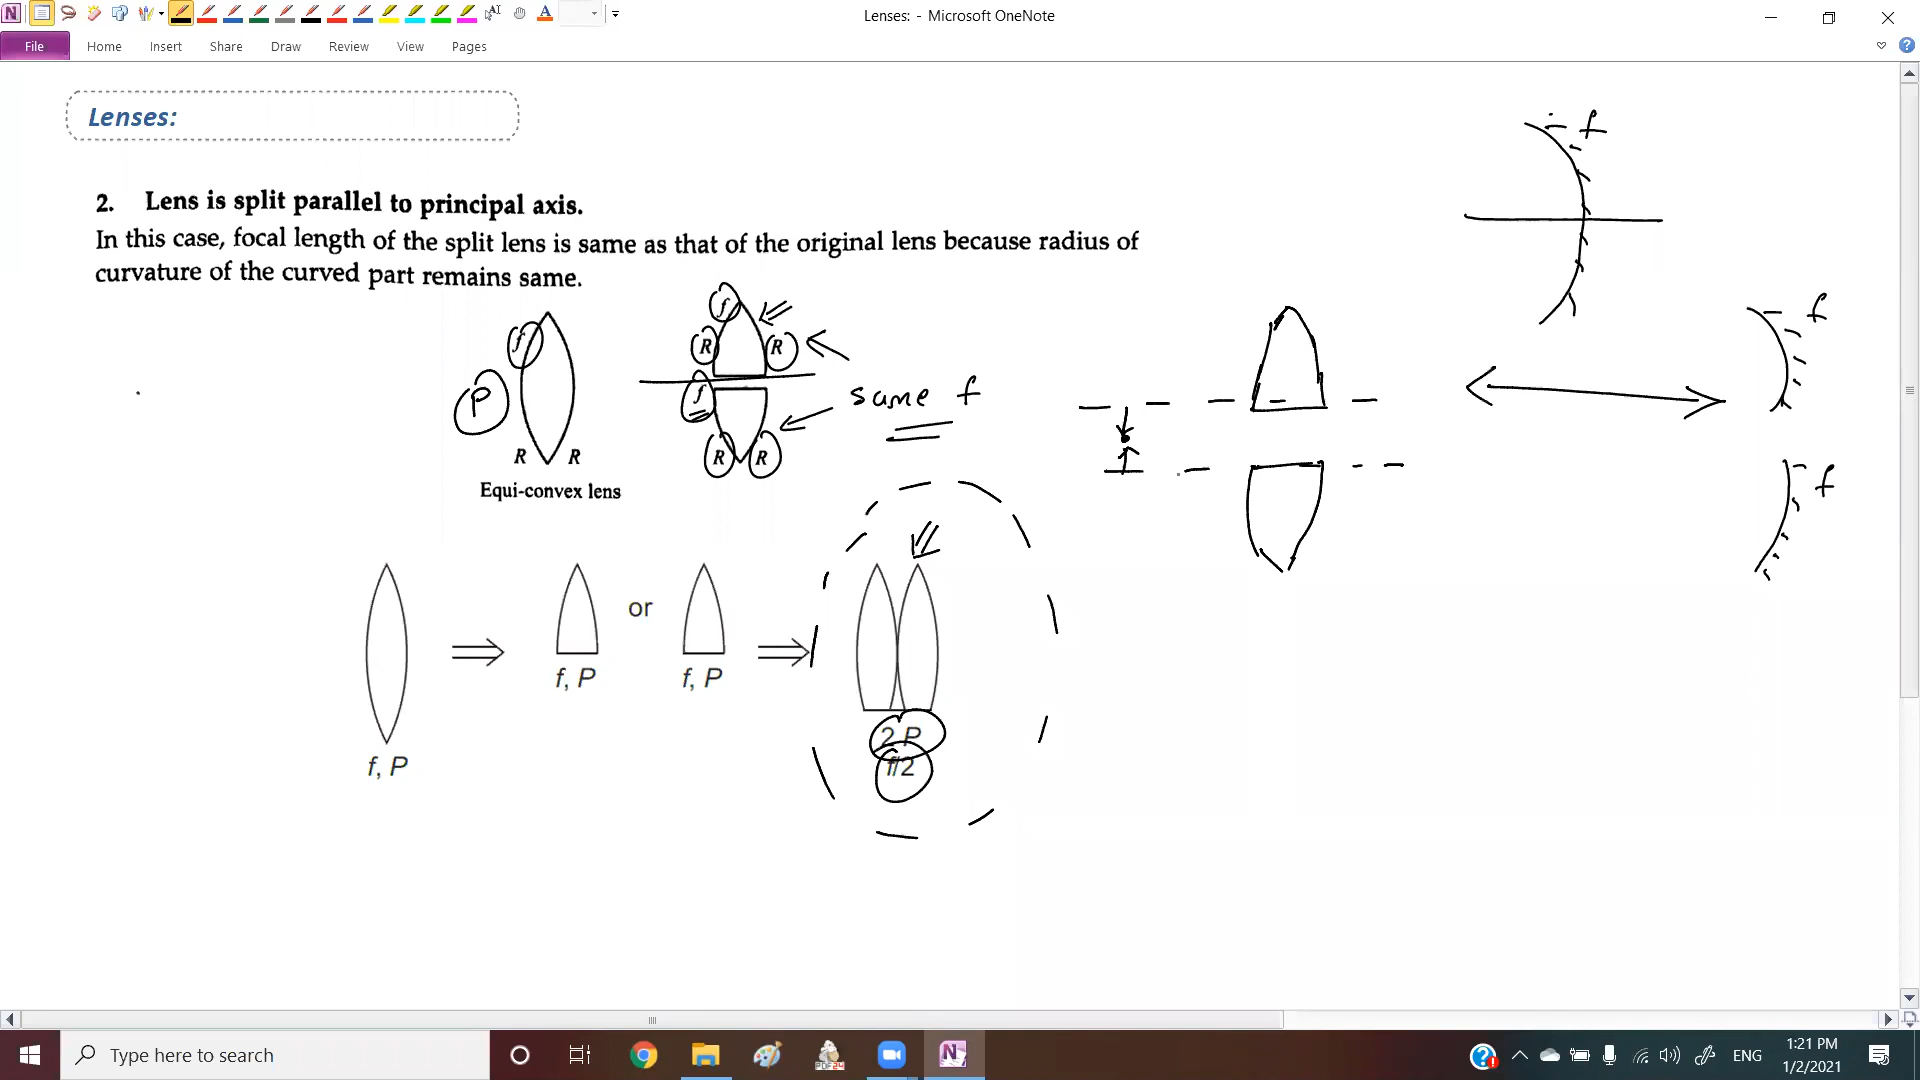 Lenses: - Microsoft OneNote
File Home Insert Share Draw Review View Pages
Lenses:
2. Lens is split parallel to principal axis.
In this case, focal length of the split lens is same as that of the original lens because radius of
curvature of the curved part remains same.
f
f
R R
f
R R
P
R R
Equi-convex lens
same f
f
f
f
or
f, P
f, P
f, P
2 P
f/2
Type here to search
PDF24
ENG
1:21 PM
1/2/2021